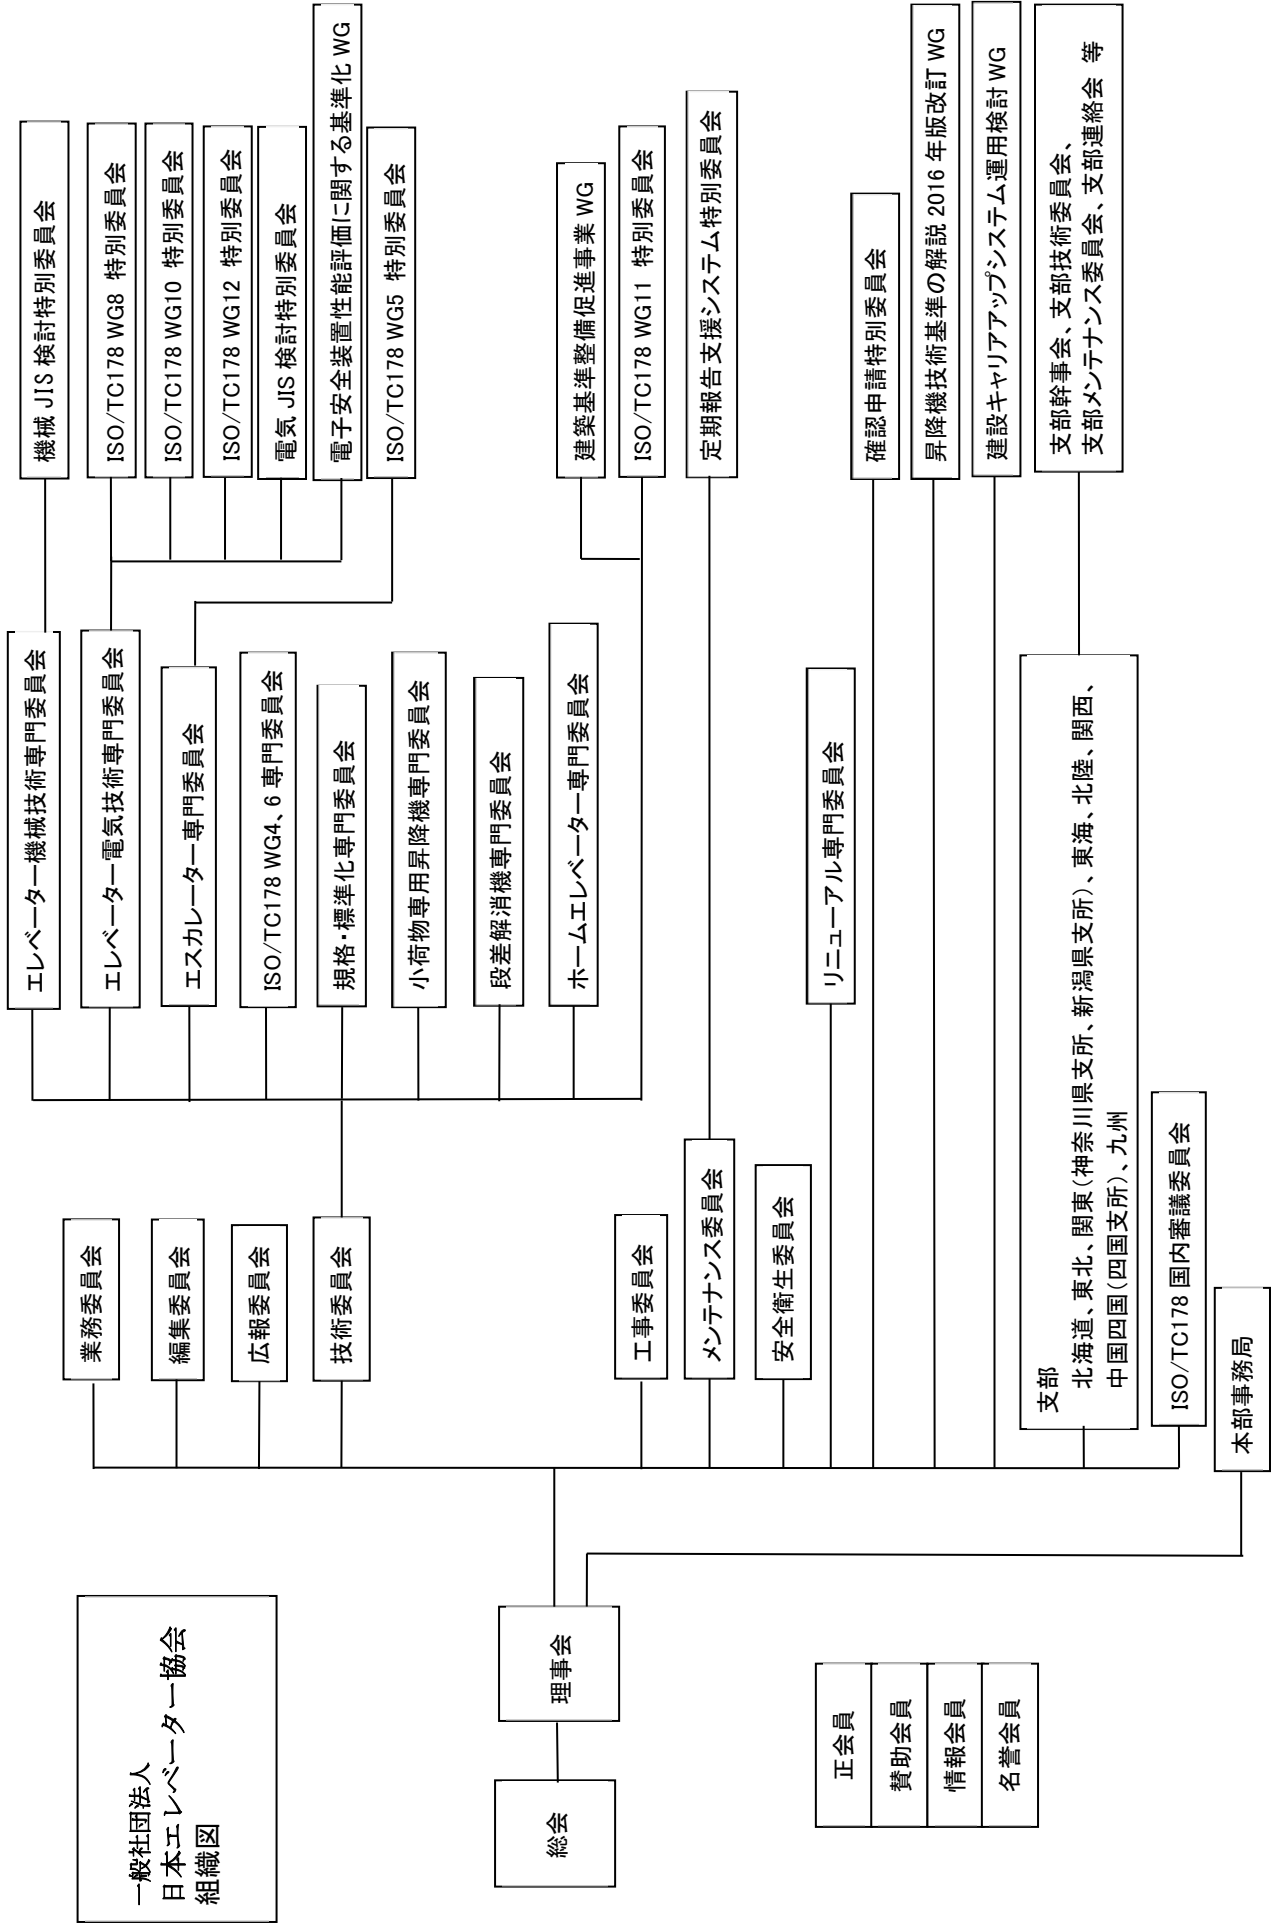 一般社団法人
日本エレベーター協会
組織図
総会
理事会
正会員
賛助会員
情報会員
名誉会員
業務委員会
編集委員会
広報委員会
技術委員会
工事委員会
メンテナンス委員会
安全衛生委員会
支部
北海道、東北、関東(神奈川県支所、新潟県支所)、東海、北陸、関西、
中国四国(四国支所)、九州
ISO/TC178 国内審議委員会
本部事務局
エレベーター機械技術専門委員会
エレベーター電気技術専門委員会
エスカレーター専門委員会
ISO/TC178 WG4、6 専門委員会
規格・標準化専門委員会
小荷物専用昇降機専門委員会
段差解消機専門委員会
ホームエレベーター専門委員会
リニューアル専門委員会
機械 JIS 検討特別委員会
ISO/TC178 WG8 特別委員会
ISO/TC178 WG10 特別委員会
ISO/TC178 WG12 特別委員会
電気 JIS 検討特別委員会
電子安全装置性能評価に関する基準化 WG
ISO/TC178 WG5 特別委員会
建築基準整備促進事業 WG
ISO/TC178 WG11 特別委員会
定期報告支援システム特別委員会
確認申請特別委員会
昇降機技術基準の解説 2016 年版改訂 WG
建設キャリアアップシステム運用検討 WG
支部幹事会、支部技術委員会、
支部メンテナンス委員会、支部連絡会 等